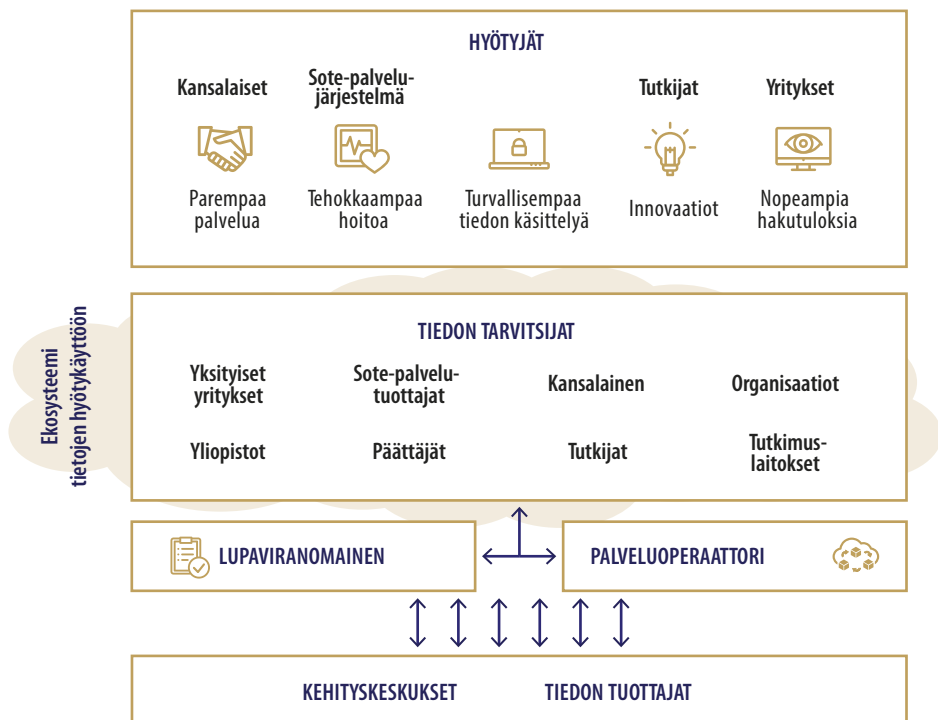 HYÖTYJÄT
Kansalaiset
Sote-palvelu-
järjestelmä
Tutkijat
Yritykset
Parempaa
palvelua
Tehokkaampaa
hoitoa
Turvallisempaa
tiedon käsittelyä
Innovaatiot
Nopeampia
hakutuloksia
Ekosysteemi
tietojen hyötykäyttöön
TIEDON TARVITSIJAT
Yksityiset
yritykset
Sote-palvelu-
tuottajat
Kansalainen
Organisaatiot
Yliopistot
Päättäjät
Tutkijat
Tutkimus-
laitokset
LUPAVIRANOMAINEN
PALVELUOPERAATTORI
KEHITYSKESKUKSET
TIEDON TUOTTAJAT